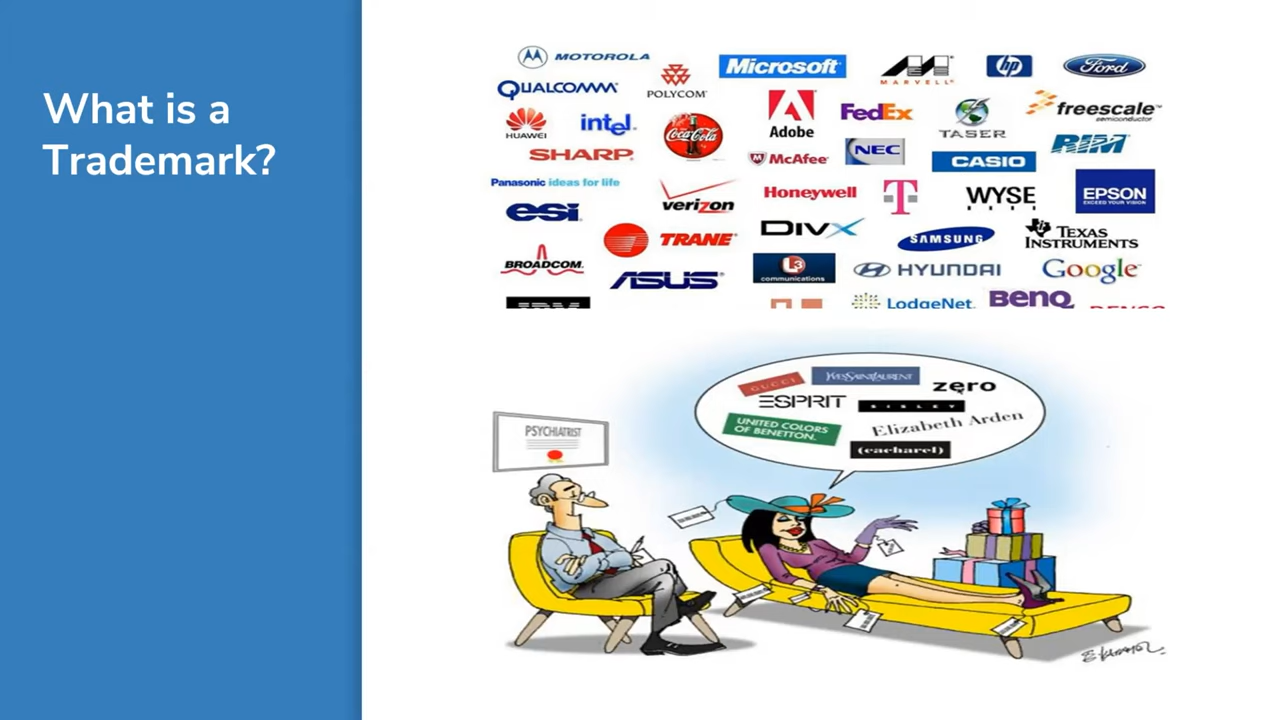 What is a
Trademark?
MOTOROLA
Microsoft
MARVELL
hp
Ford
QUALCOMM
POLYCOM
Adobe
FedEx
TASER
freescale
semiconductor
HUAWEI
intel
Coca-Cola
SHARP
McAfee
NEC
CASIO
RIM
Panasonic ideas for life
verizon
Honeywell
T
WYSE
EPSON
EXCEED YOUR VISION
esi
TRANE
DIVX
SAMSUNG
TEXAS
INSTRUMENTS
BROADCOM
ASUS
L3
communications
HYUNDAI
Google
IBM
LodgeNet
BenQ
DENSO
GUCCI
YVESSAINTLAURENT
zero
ESPRIT
SISLEY
UNITED COLORS
OF BENETTON.
Elizabeth Arden
(cacharel)
PSYCHIATRIST